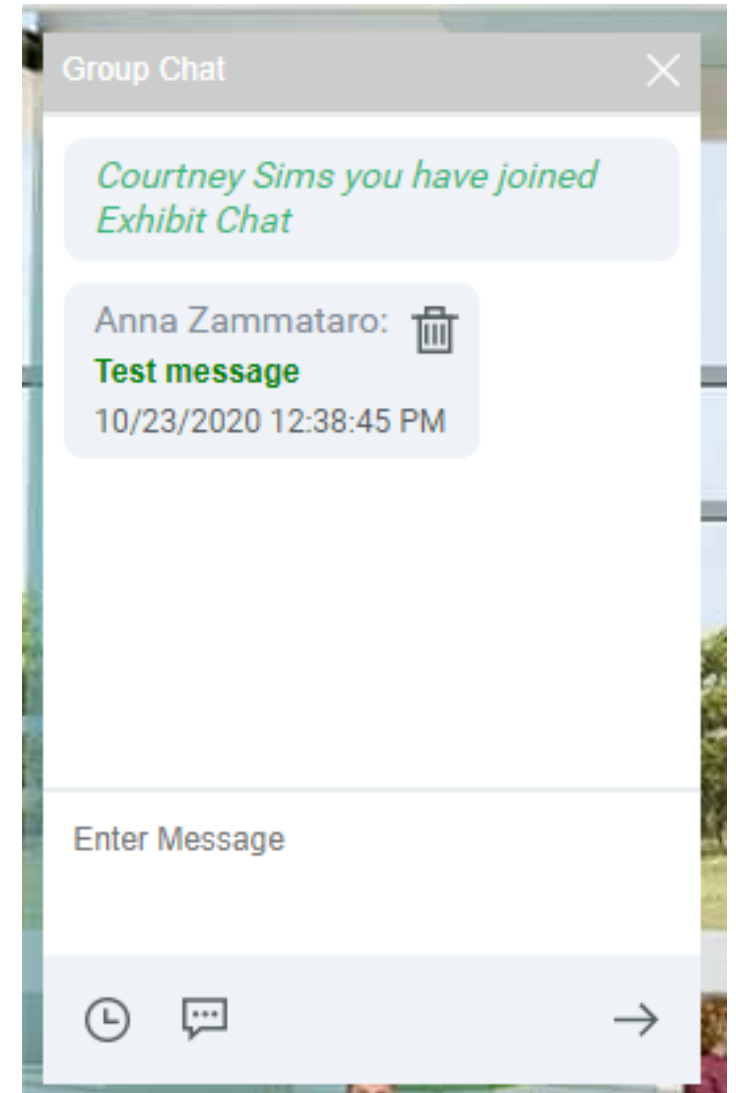 Group Chat
Courtney Sims you have joined
Exhibit Chat
Anna Zammataro:
Test message
10/23/2020 12:38:45 PM
Enter Message